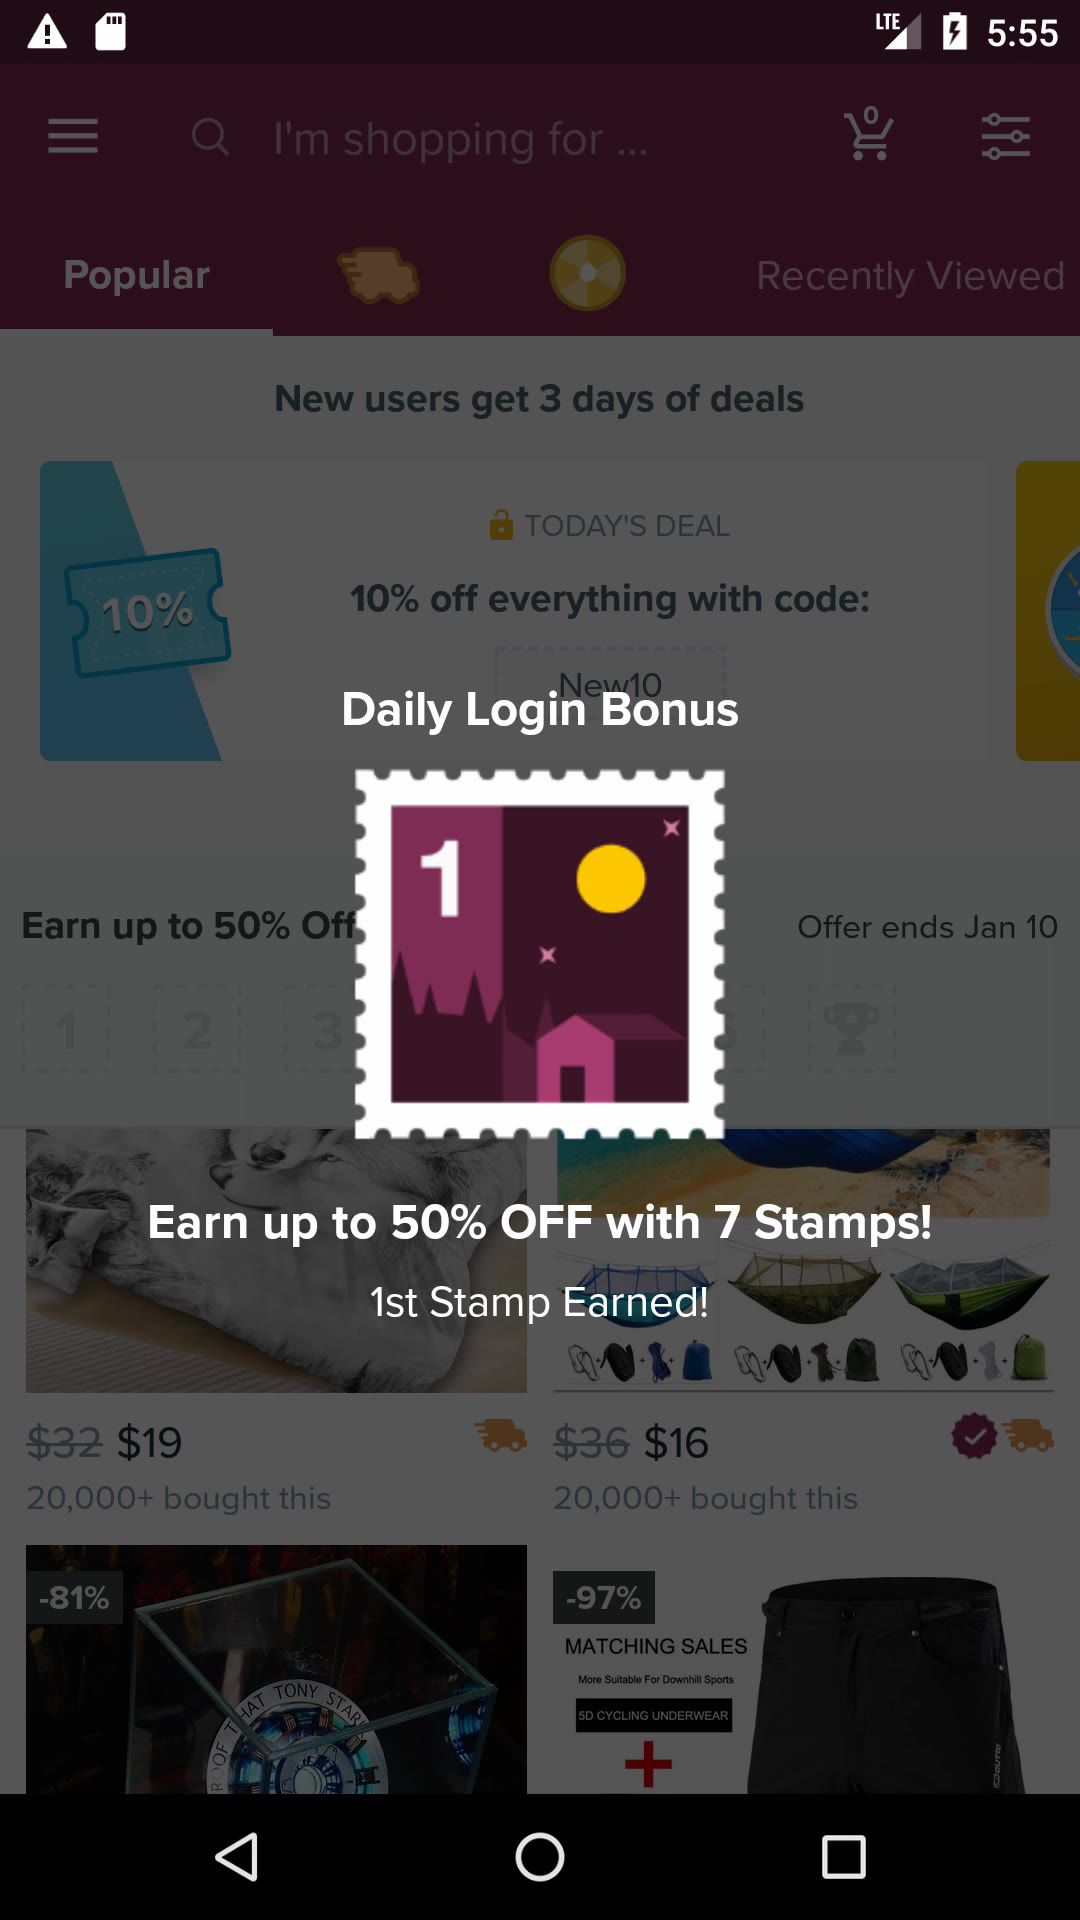 LTE 5:55
I'm shopping for ...
0
Popular
Recently Viewed
New users get 3 days of deals
TODAY'S DEAL
10%
10% off everything with code:
New10
Daily Login Bonus
1
Earn up to 50% Off
Offer ends Jan 10
1 2 3
Earn up to 50% OFF with 7 Stamps!
1st Stamp Earned!
$32 $19
20,000+ bought this
$36 $16
20,000+ bought this
-81%
PROOF THAT TONY STARK
-97%
MATCHING SALES
More Suitable For Downhill Sports
5D CYCLING UNDERWEAR